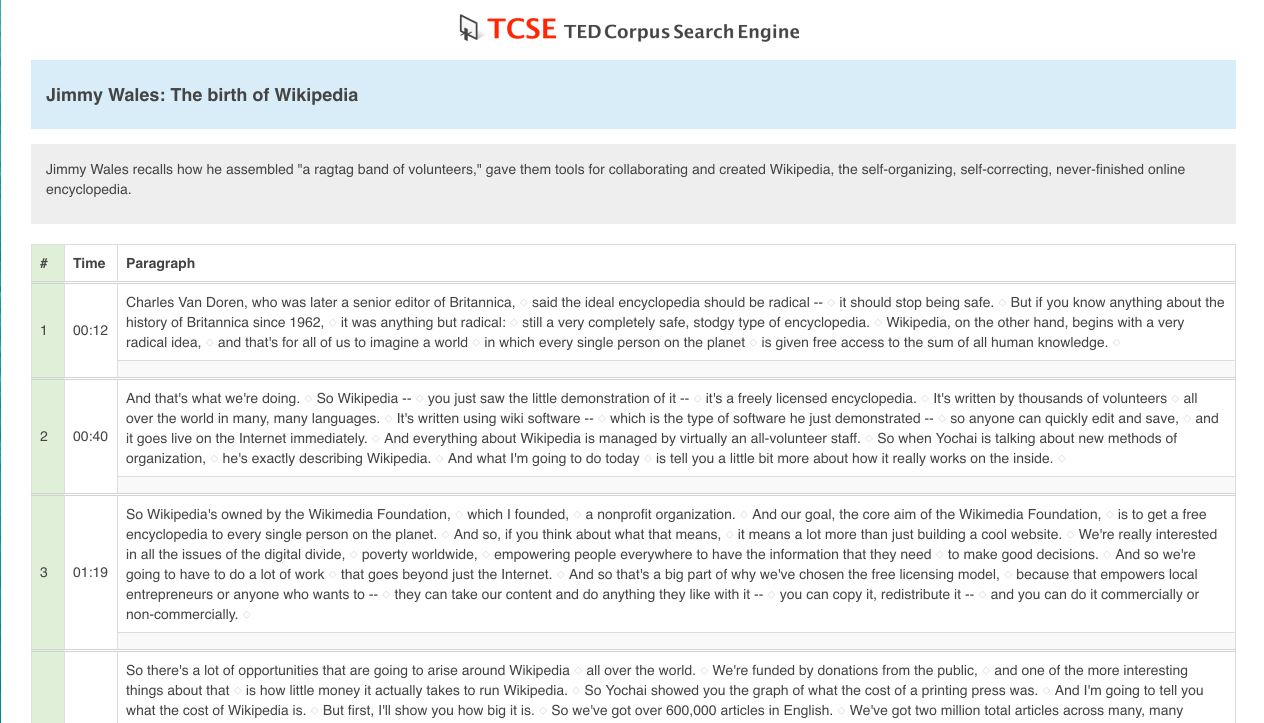 TCSE TED Corpus Search Engine
Jimmy Wales: The birth of Wikipedia
Jimmy Wales recalls how he assembled "a ragtag band of volunteers," gave them tools for collaborating and created Wikipedia, the self-organizing, self-correcting, never-finished online
encyclopedia.
# Time Paragraph
Charles Van Doren, who was later a senior editor of Britannica, ◇ said the ideal encyclopedia should be radical -- ◇ it should stop being safe. ◇ But if you know anything about the
1 00:12 history of Britannica since 1962, ◇ it was anything but radical: ◇ still a very completely safe, stodgy type of encyclopedia. ◇ Wikipedia, on the other hand, begins with a very
radical idea, ◇ and that's for all of us to imagine a world ◇ in which every single person on the planet ◇ is given free access to the sum of all human knowledge. ◇
And that's what we're doing. ◇ So Wikipedia -- ◇ you just saw the little demonstration of it -- ◇ it's a freely licensed encyclopedia. ◇ It's written by thousands of volunteers ◇ all
over the world in many, many languages. ◇ It's written using wiki software -- ◇ which is the type of software he just demonstrated -- ◇ so anyone can quickly edit and save, ◇ and
2 00:40 it goes live on the Internet immediately. ◇ And everything about Wikipedia is managed by virtually an all-volunteer staff. ◇ So when Yochai is talking about new methods of
organization, ◇ he's exactly describing Wikipedia. ◇ And what I'm going to do today ◇ is tell you a little bit more about how it really works on the inside. ◇
So Wikipedia's owned by the Wikimedia Foundation, ◇ which I founded, ◇ a nonprofit organization. ◇ And our goal, the core aim of the Wikimedia Foundation, ◇ is to get a free
encyclopedia to every single person on the planet. ◇ And so, if you think about what that means, ◇ it means a lot more than just building a cool website. ◇ We're really interested
in all the issues of the digital divide, ◇ poverty worldwide, ◇ empowering people everywhere to have the information that they need ◇ to make good decisions. ◇ And so we're
3 01:19 going to have to do a lot of work ◇ that goes beyond just the Internet. ◇ And so that's a big part of why we've chosen the free licensing model, ◇ because that empowers local
entrepreneurs or anyone who wants to -- ◇ they can take our content and do anything they like with it -- ◇ you can copy it, redistribute it -- ◇ and you can do it commercially or
non-commercially. ◇
So there's a lot of opportunities that are going to arise around Wikipedia ◇ all over the world. ◇ We're funded by donations from the public, ◇ and one of the more interesting
things about that ◇ is how little money it actually takes to run Wikipedia. ◇ So Yochai showed you the graph of what the cost of a printing press was. ◇ And I'm going to tell you
what the cost of Wikipedia is. ◇ But first, I'll show you how big it is. ◇ So we've got over 600,000 articles in English. ◇ We've got two million total articles across many, many